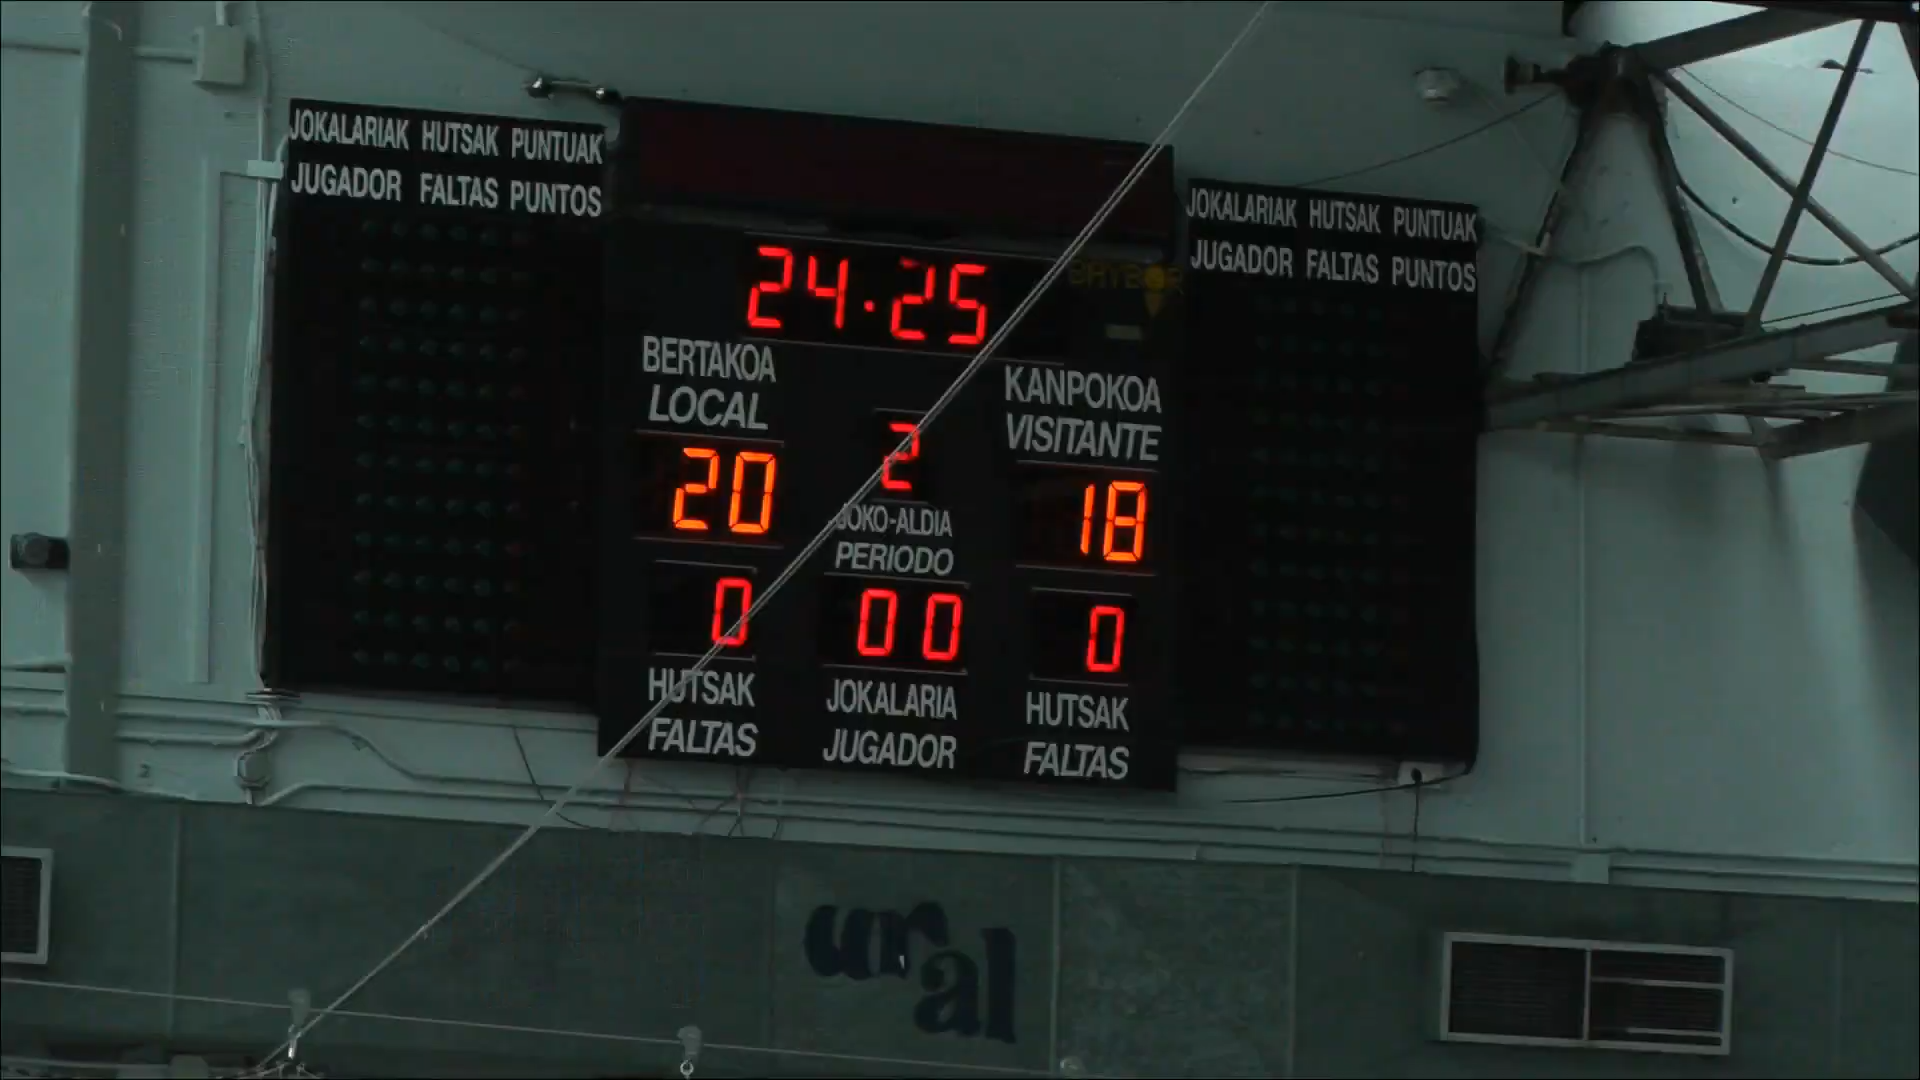 JOKALARIAK HUTSAK PUNTUAK
JUGADOR FALTAS PUNTOS
24·25
BERTAKOA
LOCAL
20
2
JOKO-ALDIA
PERIODO
KANPOKOA
VISITANTE
18
0
HUTSAK
FALTAS
00
JOKALARIA
JUGADOR
0
HUTSAK
FALTAS
JOKALARIAK HUTSAK PUNTUAK
JUGADOR FALTAS PUNTOS
ural